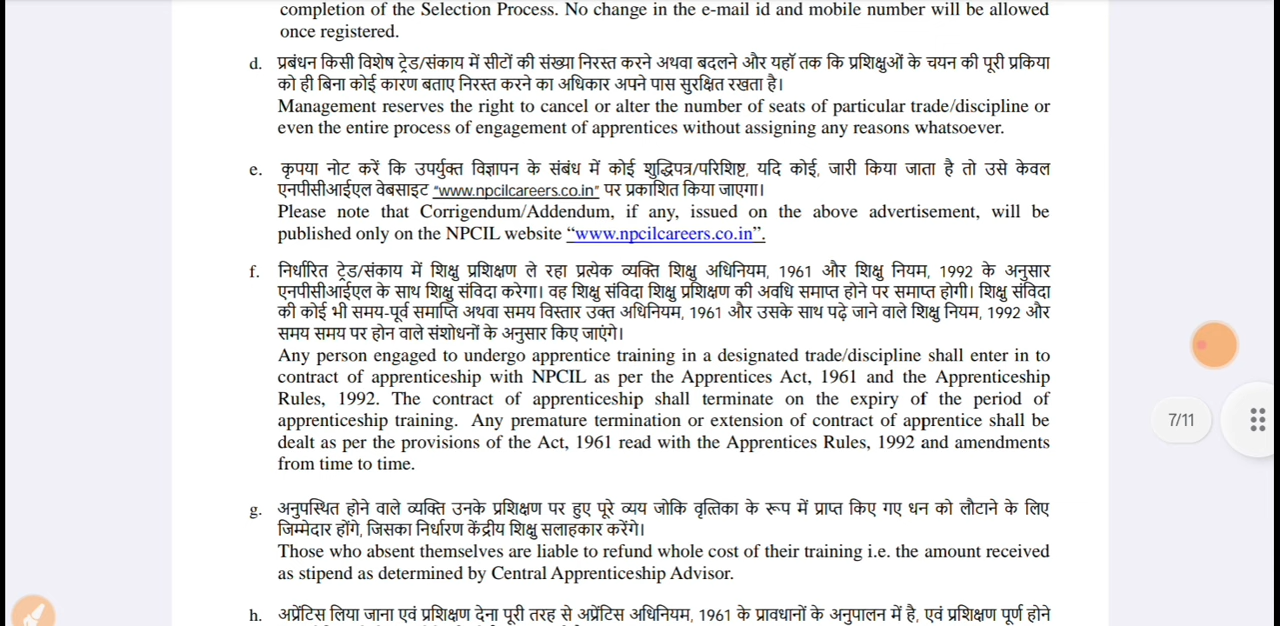 completion of the Selection Process. No change in the e-mail id and mobile number will be allowed
once registered.
d. प्रबंधन किसी विशेष ट्रेड/संकाय में सीटों की संख्या निरस्त करने अथवा बदलने और यहाँ तक कि प्रशिक्षुओं के चयन की पूरी प्रकिया
को ही बिना कोई कारण बताए निरस्त करने का अधिकार अपने पास सुरक्षित रखता है।
Management reserves the right to cancel or alter the number of seats of particular trade/discipline or
even the entire process of engagement of apprentices without assigning any reasons whatsoever.
e. कृपया नोट करें कि उपर्युक्त विज्ञापन के संबंध में कोई शुद्धिपत्र/परिशिष्ट, यदि कोई, जारी किया जाता है तो उसे केवल
एनपीसीआईएल वेबसाइट “www.npcilcareers.co.in” पर प्रकाशित किया जाएगा।
Please note that Corrigendum/Addendum, if any, issued on the above advertisement, will be
published only on the NPCIL website “www.npcilcareers.co.in”.
f. निर्धारित ट्रेड/संकाय में शिक्षु प्रशिक्षण ले रहा प्रत्येक व्यक्ति शिक्षु अधिनियम, 1961 और शिक्षु नियम, 1992 के अनुसार
एनपीसीआईएल के साथ शिक्षु संविदा करेगा। वह शिक्षु संविदा शिक्षु प्रशिक्षण की अवधि समाप्त होने पर समाप्त होगी। शिक्षु संविदा
की कोई भी समय-पूर्व समाप्ति अथवा समय विस्तार उक्त अधिनियम, 1961 और उसके साथ पढ़े जाने वाले शिक्षु नियम, 1992 और
समय समय पर होन वाले संशोधनों के अनुसार किए जाएंगे।
Any person engaged to undergo apprentice training in a designated trade/discipline shall enter in to
contract of apprenticeship with NPCIL as per the Apprentices Act, 1961 and the Apprenticeship
Rules, 1992. The contract of apprenticeship shall terminate on the expiry of the period of
apprenticeship training. Any premature termination or extension of contract of apprentice shall be
dealt as per the provisions of the Act, 1961 read with the Apprentices Rules, 1992 and amendments
from time to time.
7/11
g. अनुपस्थित होने वाले व्यक्ति उनके प्रशिक्षण पर हुए पूरे व्यय जोकि वृत्तिका के रूप में प्राप्त किए गए धन को लौटाने के लिए
जिम्मेदार होंगे, जिसका निर्धारण केंद्रीय शिक्षु सलाहकार करेंगे।
Those who absent themselves are liable to refund whole cost of their training i.e. the amount received
as stipend as determined by Central Apprenticeship Advisor.
h. अप्रेंटिस लिया जाना एवं प्रशिक्षण देना पूरी तरह से अप्रेंटिस अधिनियम, 1961 के प्रावधानों के अनुपालन में है, एवं प्रशिक्षण पूर्ण होने